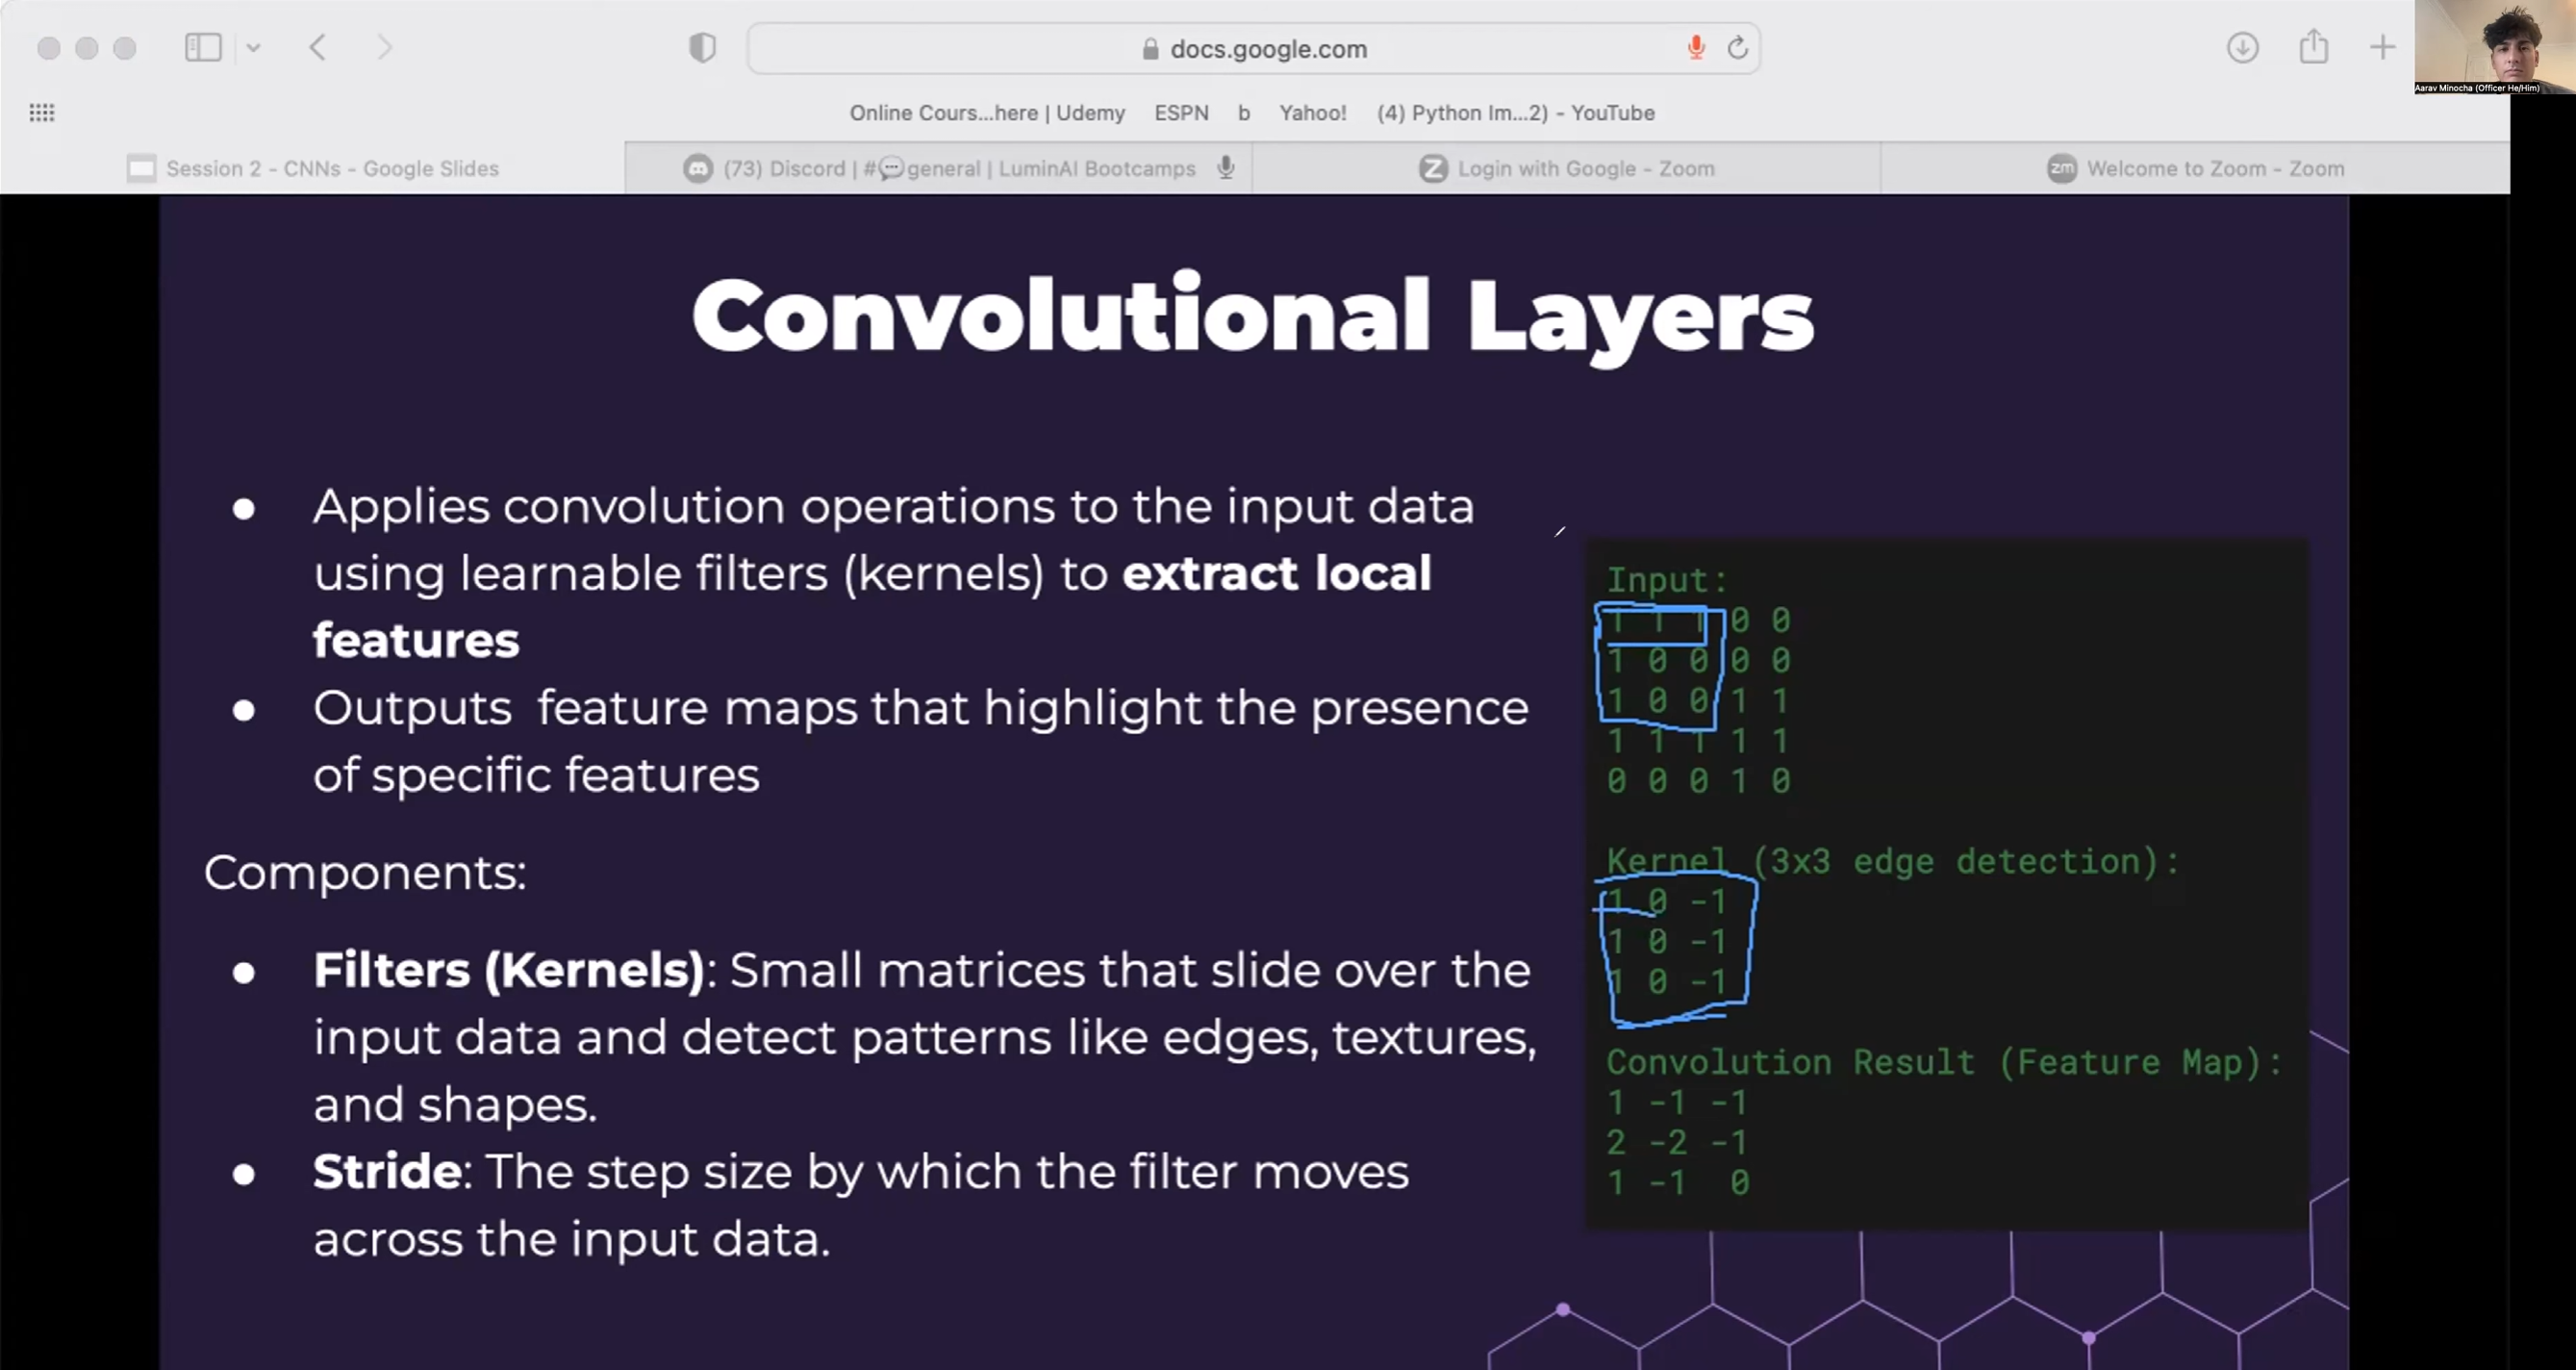 docs.google.com
Aarav Minocha (Officer He/Him)
Online Cours...here | Udemy ESPN b Yahoo! (4) Python Im...2) - YouTube
Session 2 - CNNs - Google Slides (73) Discord | #💬general | LuminAI Bootcamps Login with Google - Zoom zm Welcome to Zoom - Zoom
Convolutional Layers
● Applies convolution operations to the input data
using learnable filters (kernels) to extract local
features
● Outputs feature maps that highlight the presence
of specific features
Components:
● Filters (Kernels): Small matrices that slide over the
input data and detect patterns like edges, textures,
and shapes.
● Stride: The step size by which the filter moves
across the input data.
Input:
1 1 1 0 0
1 0 0 0 0
1 0 0 1 1
1 1 1 1 1
0 0 0 1 0
Kernel (3x3 edge detection):
1 0 -1
1 0 -1
1 0 -1
Convolution Result (Feature Map):
1 -1 -1
2 -2 -1
1 -1 0